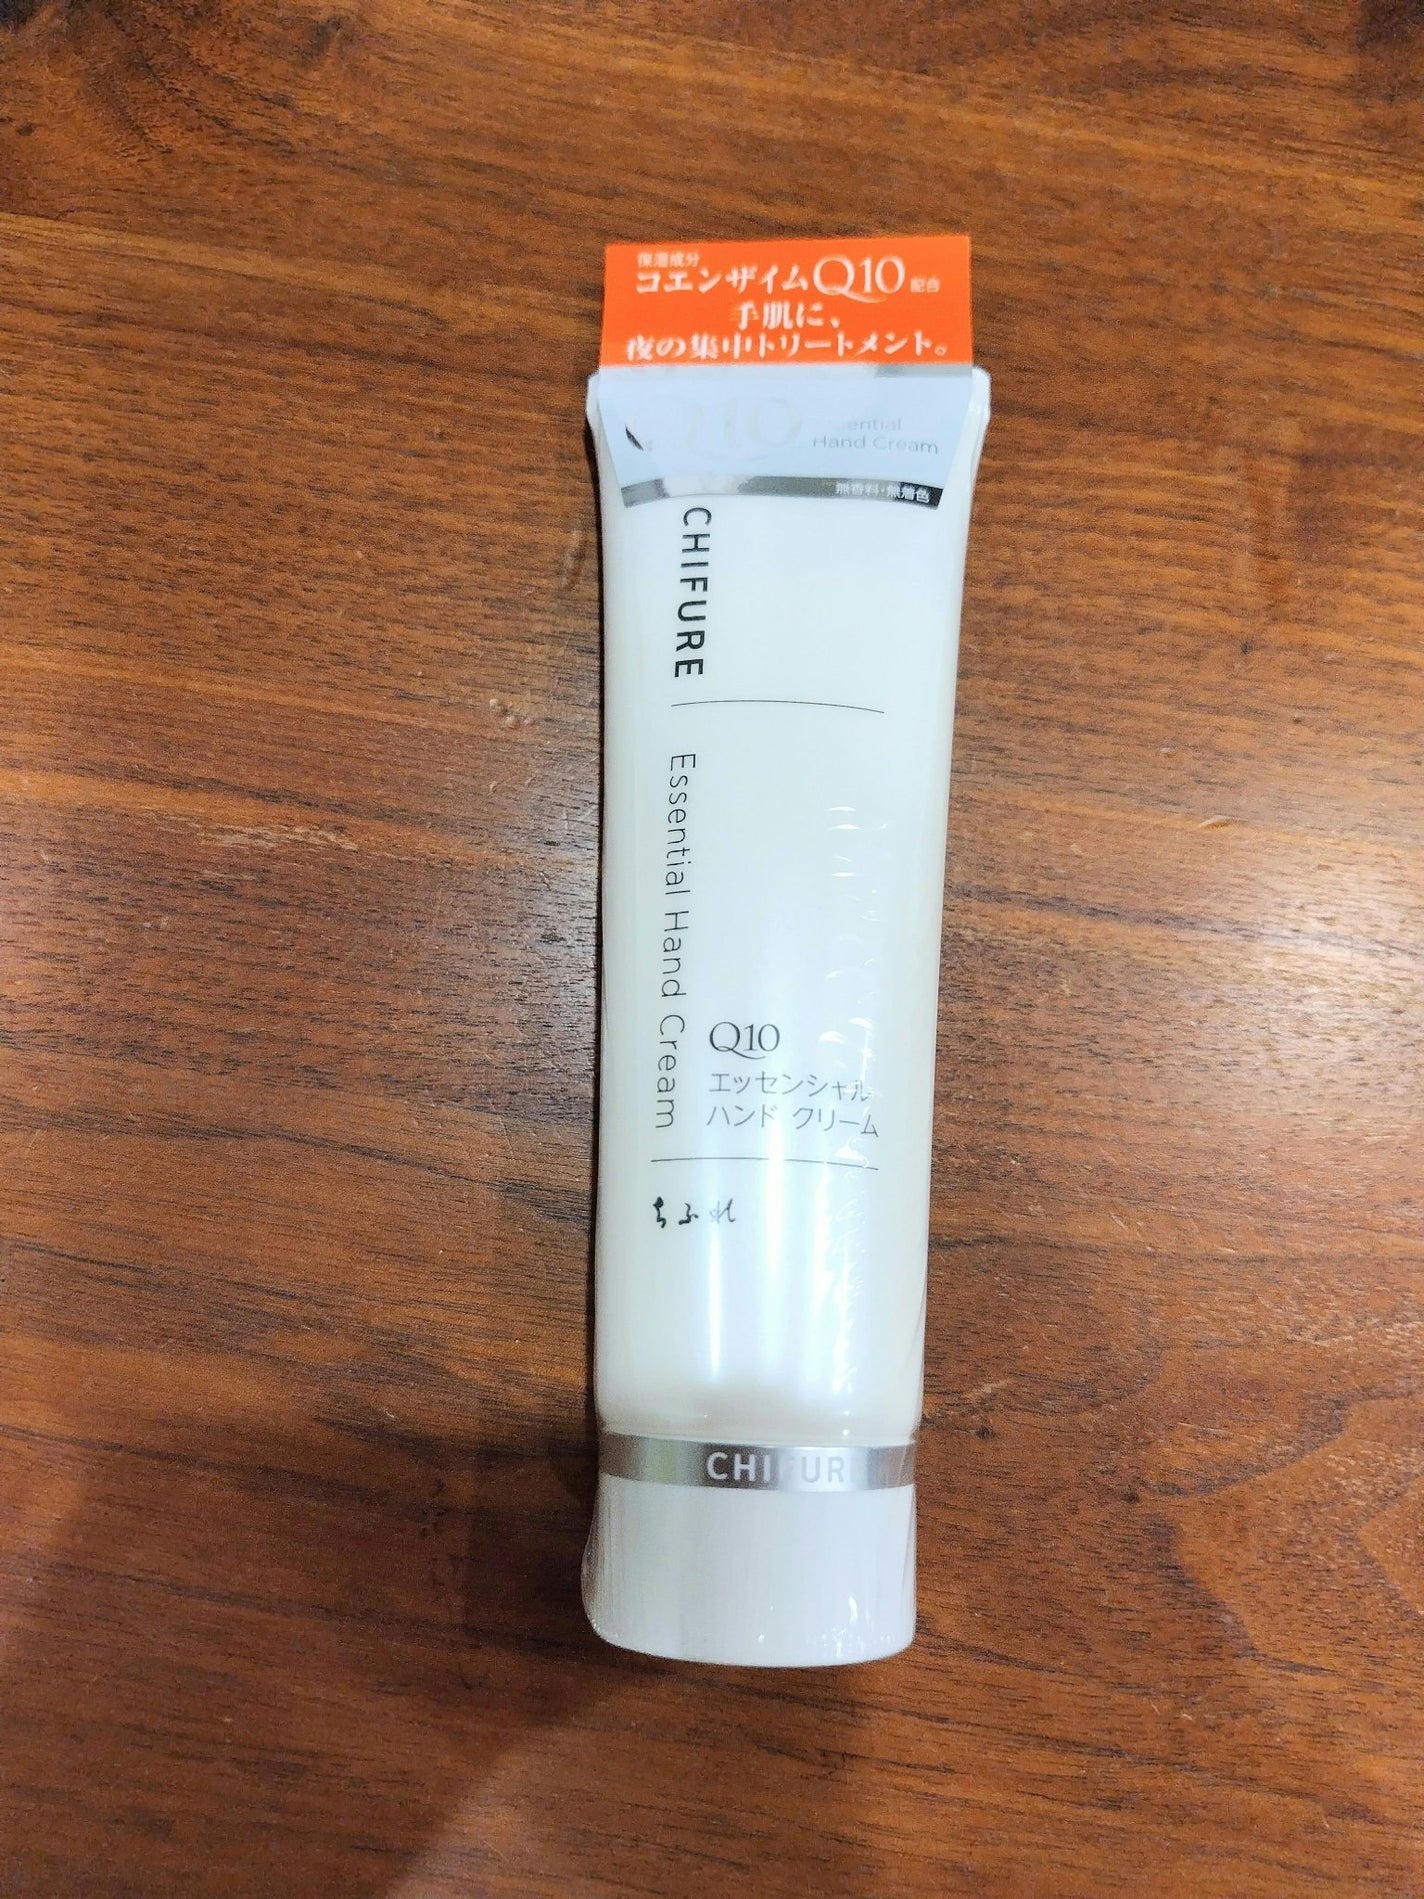 保湿成分
コエンザイムQ10配合
手肌に、
夜の集中トリートメント。
Q10
Hand Cream
無香料・無着色
CHIFURE
Essential Hand Cream
Q10
エッセンシャル
ハンド クリーム
ちふれ
CHIFURE